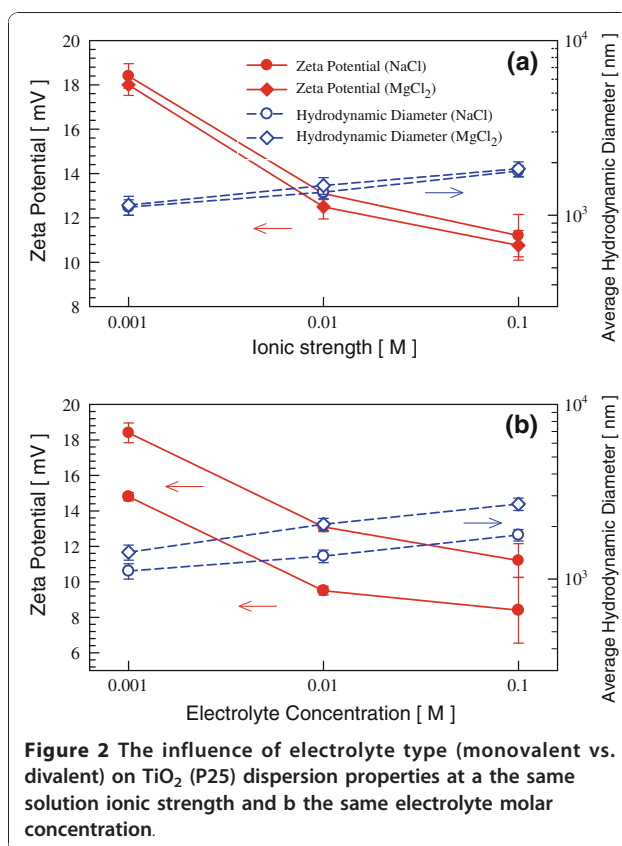 20
18
16
14
12
10
8
Zeta Potential [ mV ]
(a)
Zeta Potential (NaCl)
Zeta Potential (MgCl2)
Hydrodynamic Diameter (NaCl)
Hydrodynamic Diameter (MgCl2)
10^4
10^3
Average Hydrodynamic Diameter [ nm ]
0.001 0.01 0.1
Ionic strength [ M ]
20
18
16
14
12
10
8
6
Zeta Potential [ mV ]
(b)
10^4
10^3
Average Hydrodynamic Diameter [ nm ]
0.001 0.01 0.1
Electrolyte Concentration [ M ]
Figure 2 The influence of electrolyte type (monovalent vs.
divalent) on TiO2 (P25) dispersion properties at a the same
solution ionic strength and b the same electrolyte molar
concentration.